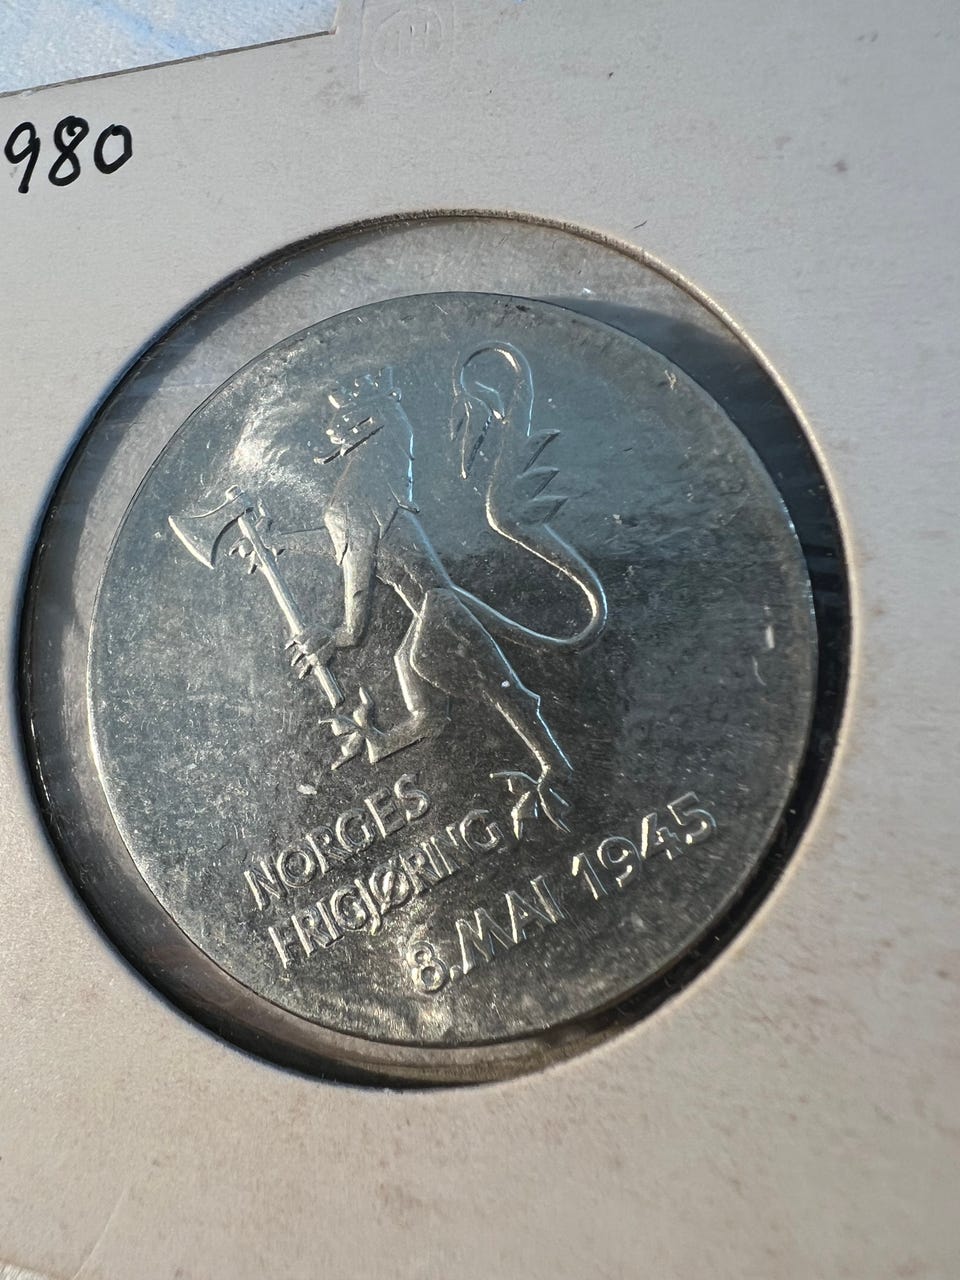 980
NORGES
FRIGJØRING
8. MAI 1945